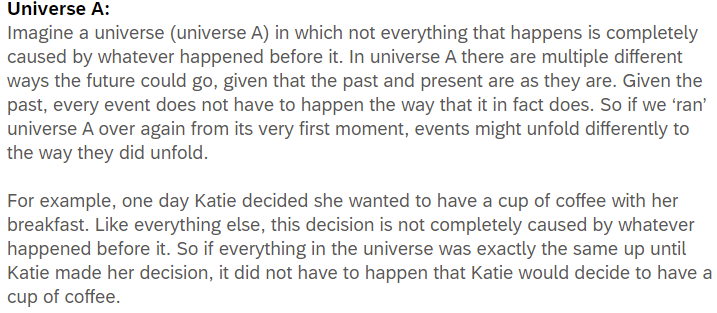 Universe A:
Imagine a universe (universe A) in which not everything that happens is completely
caused by whatever happened before it. In universe A there are multiple different
ways the future could go, given that the past and present are as they are. Given the
past, every event does not have to happen the way that it in fact does. So if we ‘ran’
universe A over again from its very first moment, events might unfold differently to
the way they did unfold.

For example, one day Katie decided she wanted to have a cup of coffee with her
breakfast. Like everything else, this decision is not completely caused by whatever
happened before it. So if everything in the universe was exactly the same up until
Katie made her decision, it did not have to happen that Katie would decide to have a
cup of coffee.